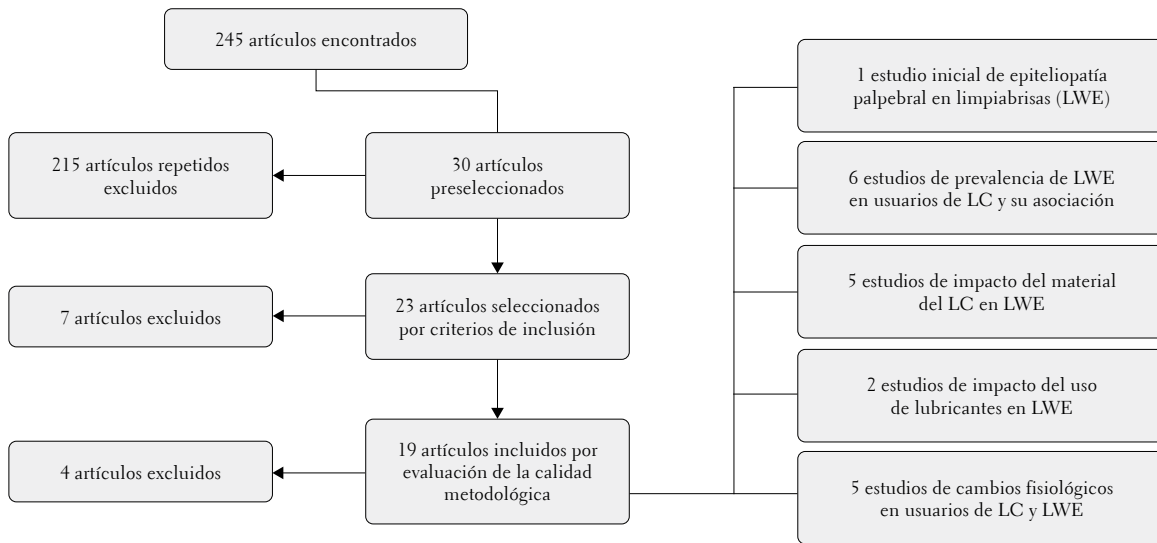 245 artículos encontrados
215 artículos repetidos
excluidos
30 artículos
preseleccionados
7 artículos excluidos
23 artículos seleccionados
por criterios de inclusión
4 artículos excluidos
19 artículos incluidos por
evaluación de la calidad
metodológica
1 estudio inicial de epiteliopatía
palpebral en limpiabrisas (LWE)
6 estudios de prevalencia de LWE
en usuarios de LC y su asociación
5 estudios de impacto del material
del LC en LWE
2 estudios de impacto del uso
de lubricantes en LWE
5 estudios de cambios fisiológicos
en usuarios de LC y LWE